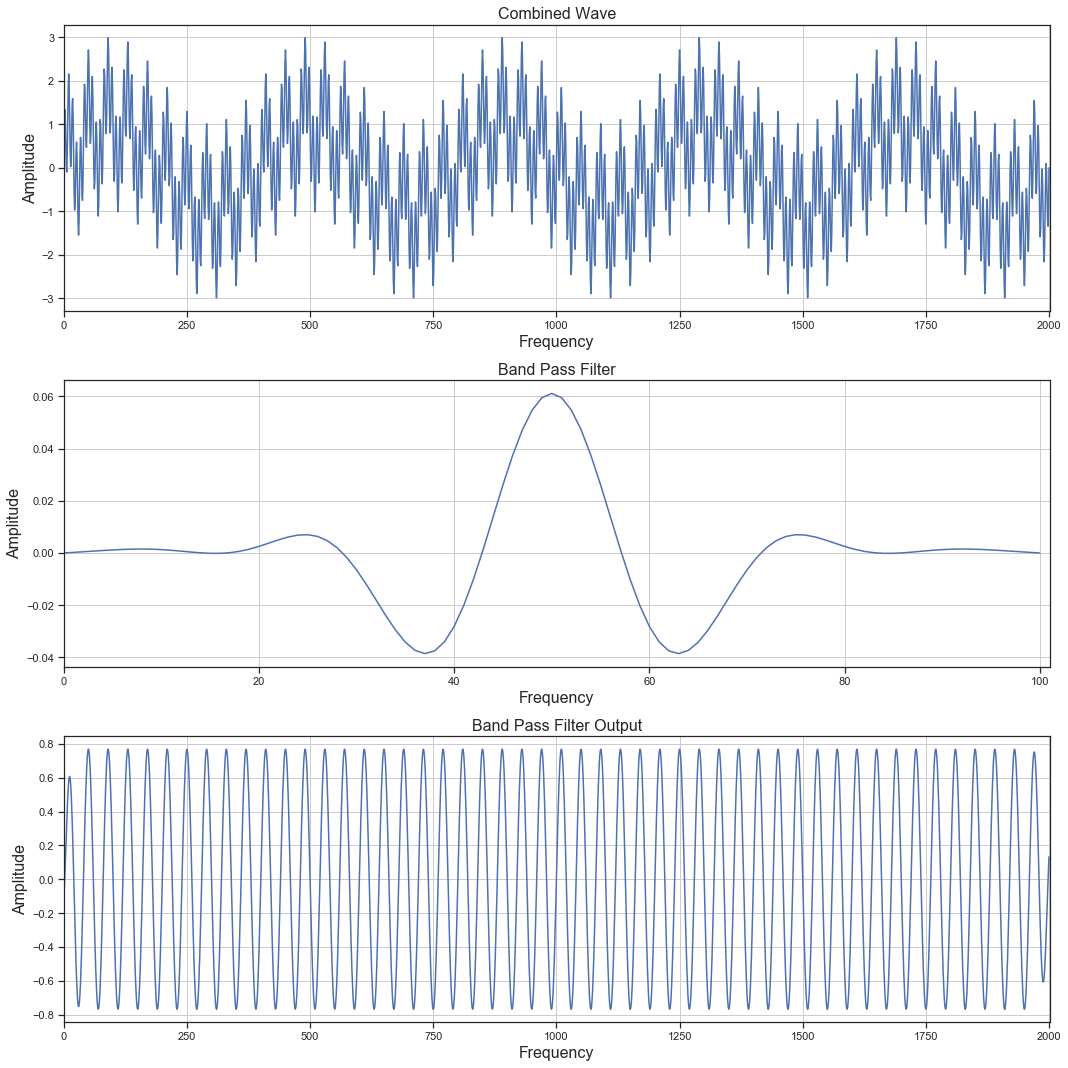 Combined Wave
3
2
1
0
−1
−2
−3
Amplitude
0 250 500 750 1000 1250 1500 1750 2000
Frequency
Band Pass Filter
0.06
0.04
0.02
0.00
−0.02
−0.04
Amplitude
0 20 40 60 80 100
Frequency
Band Pass Filter Output
0.8
0.6
0.4
0.2
0.0
−0.2
−0.4
−0.6
−0.8
Amplitude
0 250 500 750 1000 1250 1500 1750 2000
Frequency